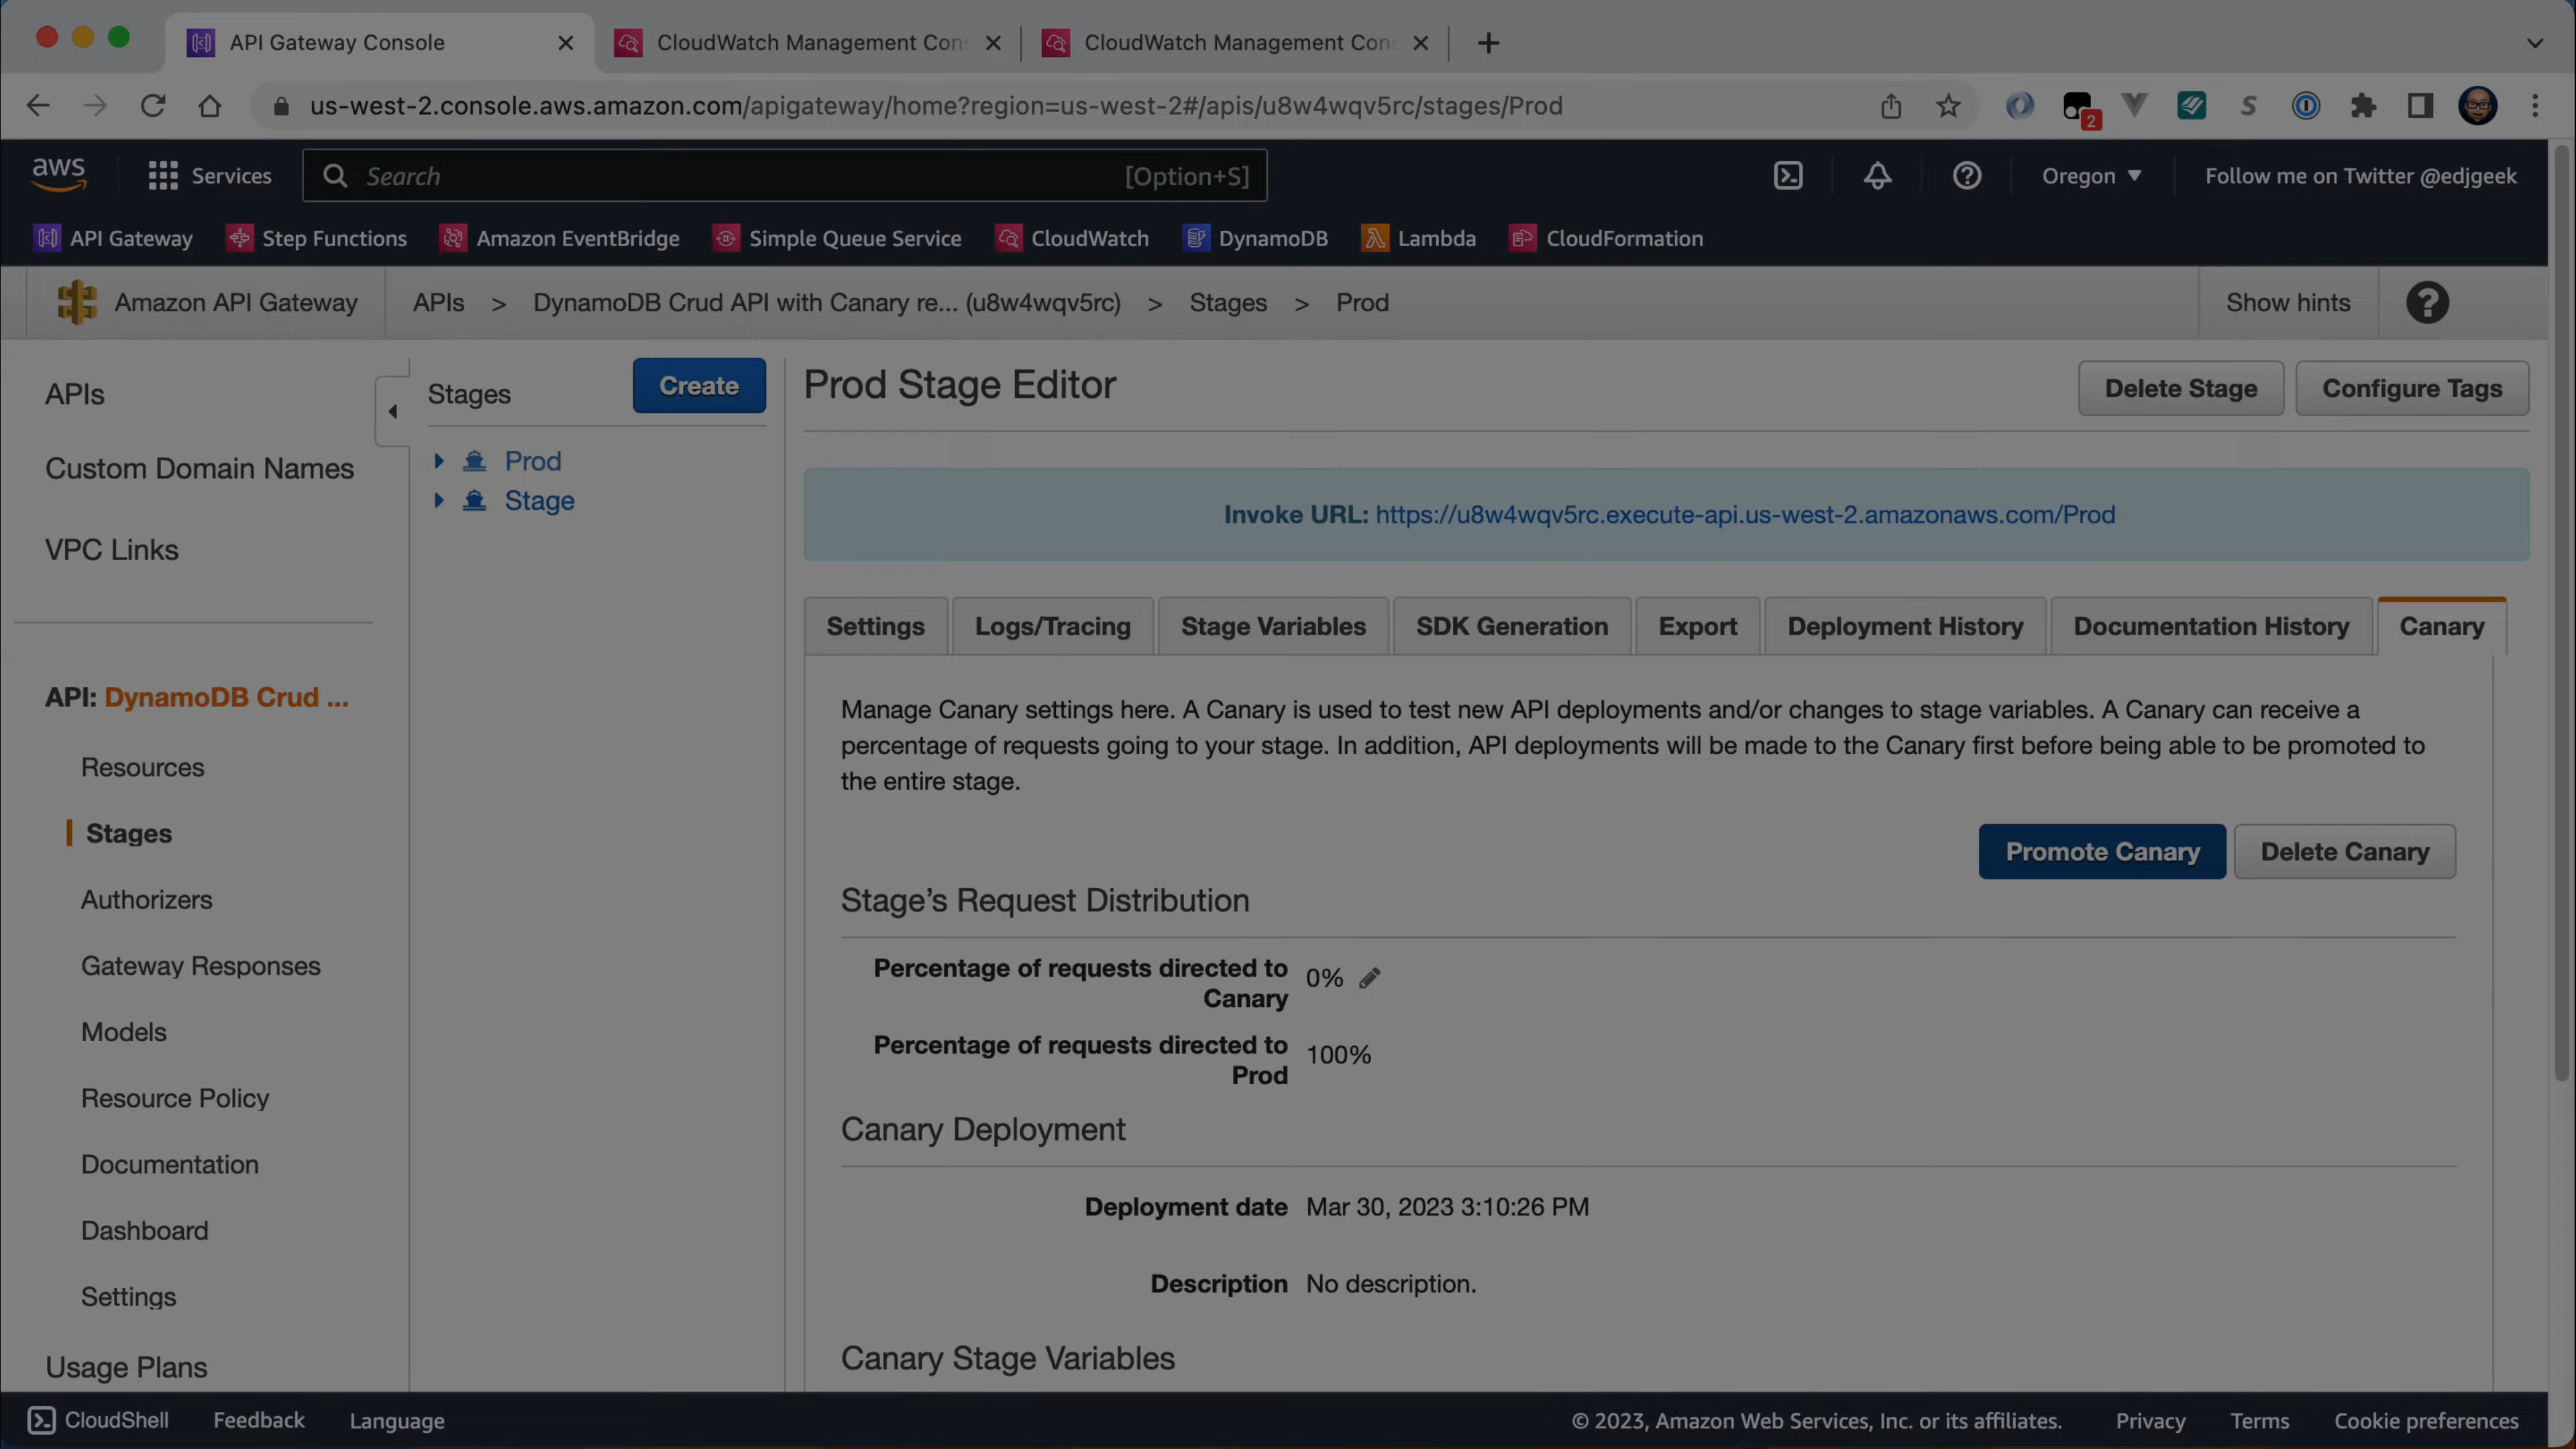 API Gateway Console
CloudWatch Management Con
CloudWatch Management Con
us-west-2.console.aws.amazon.com/apigateway/home?region=us-west-2#/apis/u8w4wqv5rc/stages/Prod
2
aws
Services
Search
[Option+S]
Oregon
Follow me on Twitter @edjgeek
API Gateway
Step Functions
Amazon EventBridge
Simple Queue Service
CloudWatch
DynamoDB
Lambda
CloudFormation
Amazon API Gateway
APIs > DynamoDB Crud API with Canary re... (u8w4wqv5rc) > Stages > Prod
Show hints
APIs
Custom Domain Names
VPC Links
API: DynamoDB Crud ...
Resources
Stages
Authorizers
Gateway Responses
Models
Resource Policy
Documentation
Dashboard
Settings
Usage Plans
Stages
Create
Prod
Stage
Prod Stage Editor
Delete Stage
Configure Tags
Invoke URL: https://u8w4wqv5rc.execute-api.us-west-2.amazonaws.com/Prod
Settings
Logs/Tracing
Stage Variables
SDK Generation
Export
Deployment History
Documentation History
Canary
Manage Canary settings here. A Canary is used to test new API deployments and/or changes to stage variables. A Canary can receive a
percentage of requests going to your stage. In addition, API deployments will be made to the Canary first before being able to be promoted to
the entire stage.
Promote Canary
Delete Canary
Stage's Request Distribution
Percentage of requests directed to
Canary
0%
Percentage of requests directed to
Prod
100%
Canary Deployment
Deployment date Mar 30, 2023 3:10:26 PM
Description No description.
Canary Stage Variables
CloudShell
Feedback
Language
© 2023, Amazon Web Services, Inc. or its affiliates.
Privacy
Terms
Cookie preferences